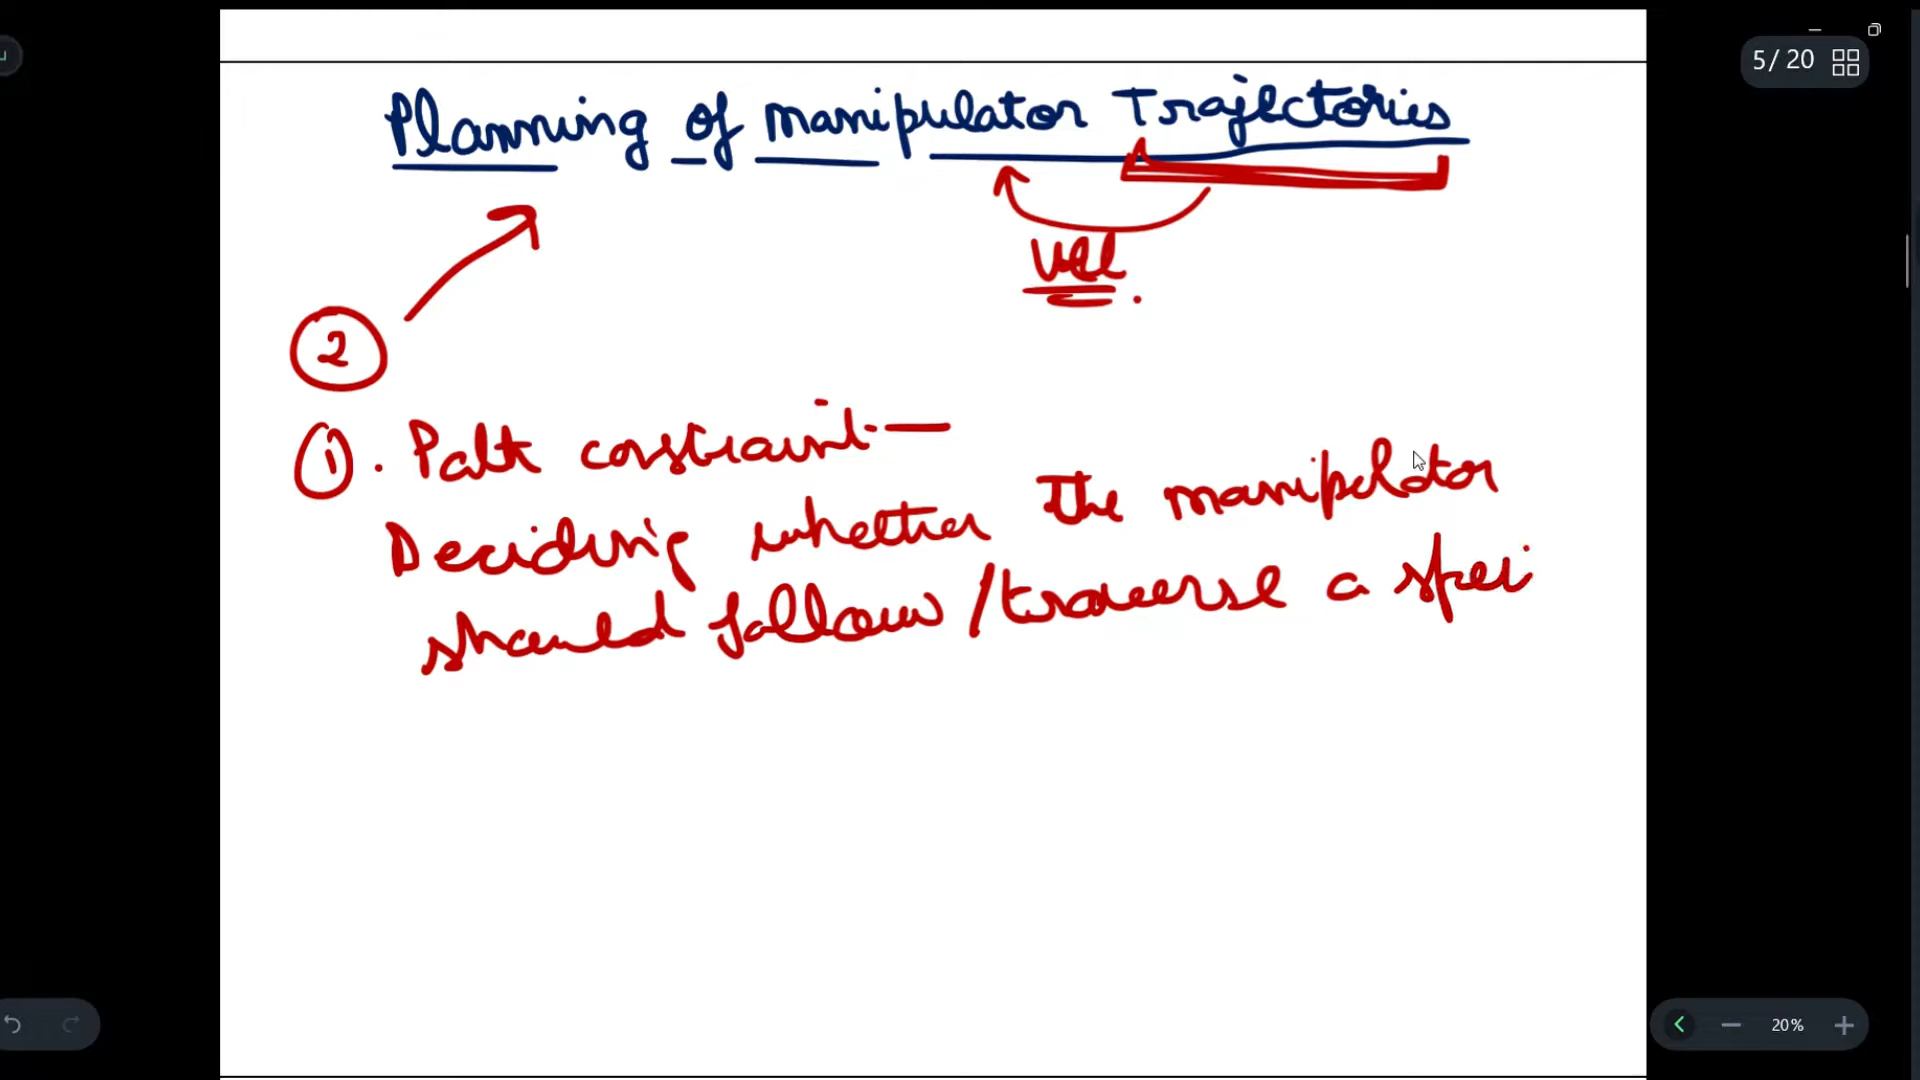 5/ 20
Planning of manipulator Trajectories
vel.
2
1. Path constraint—
Deciding whether the manipulator
should follow/traverse a speci
20%